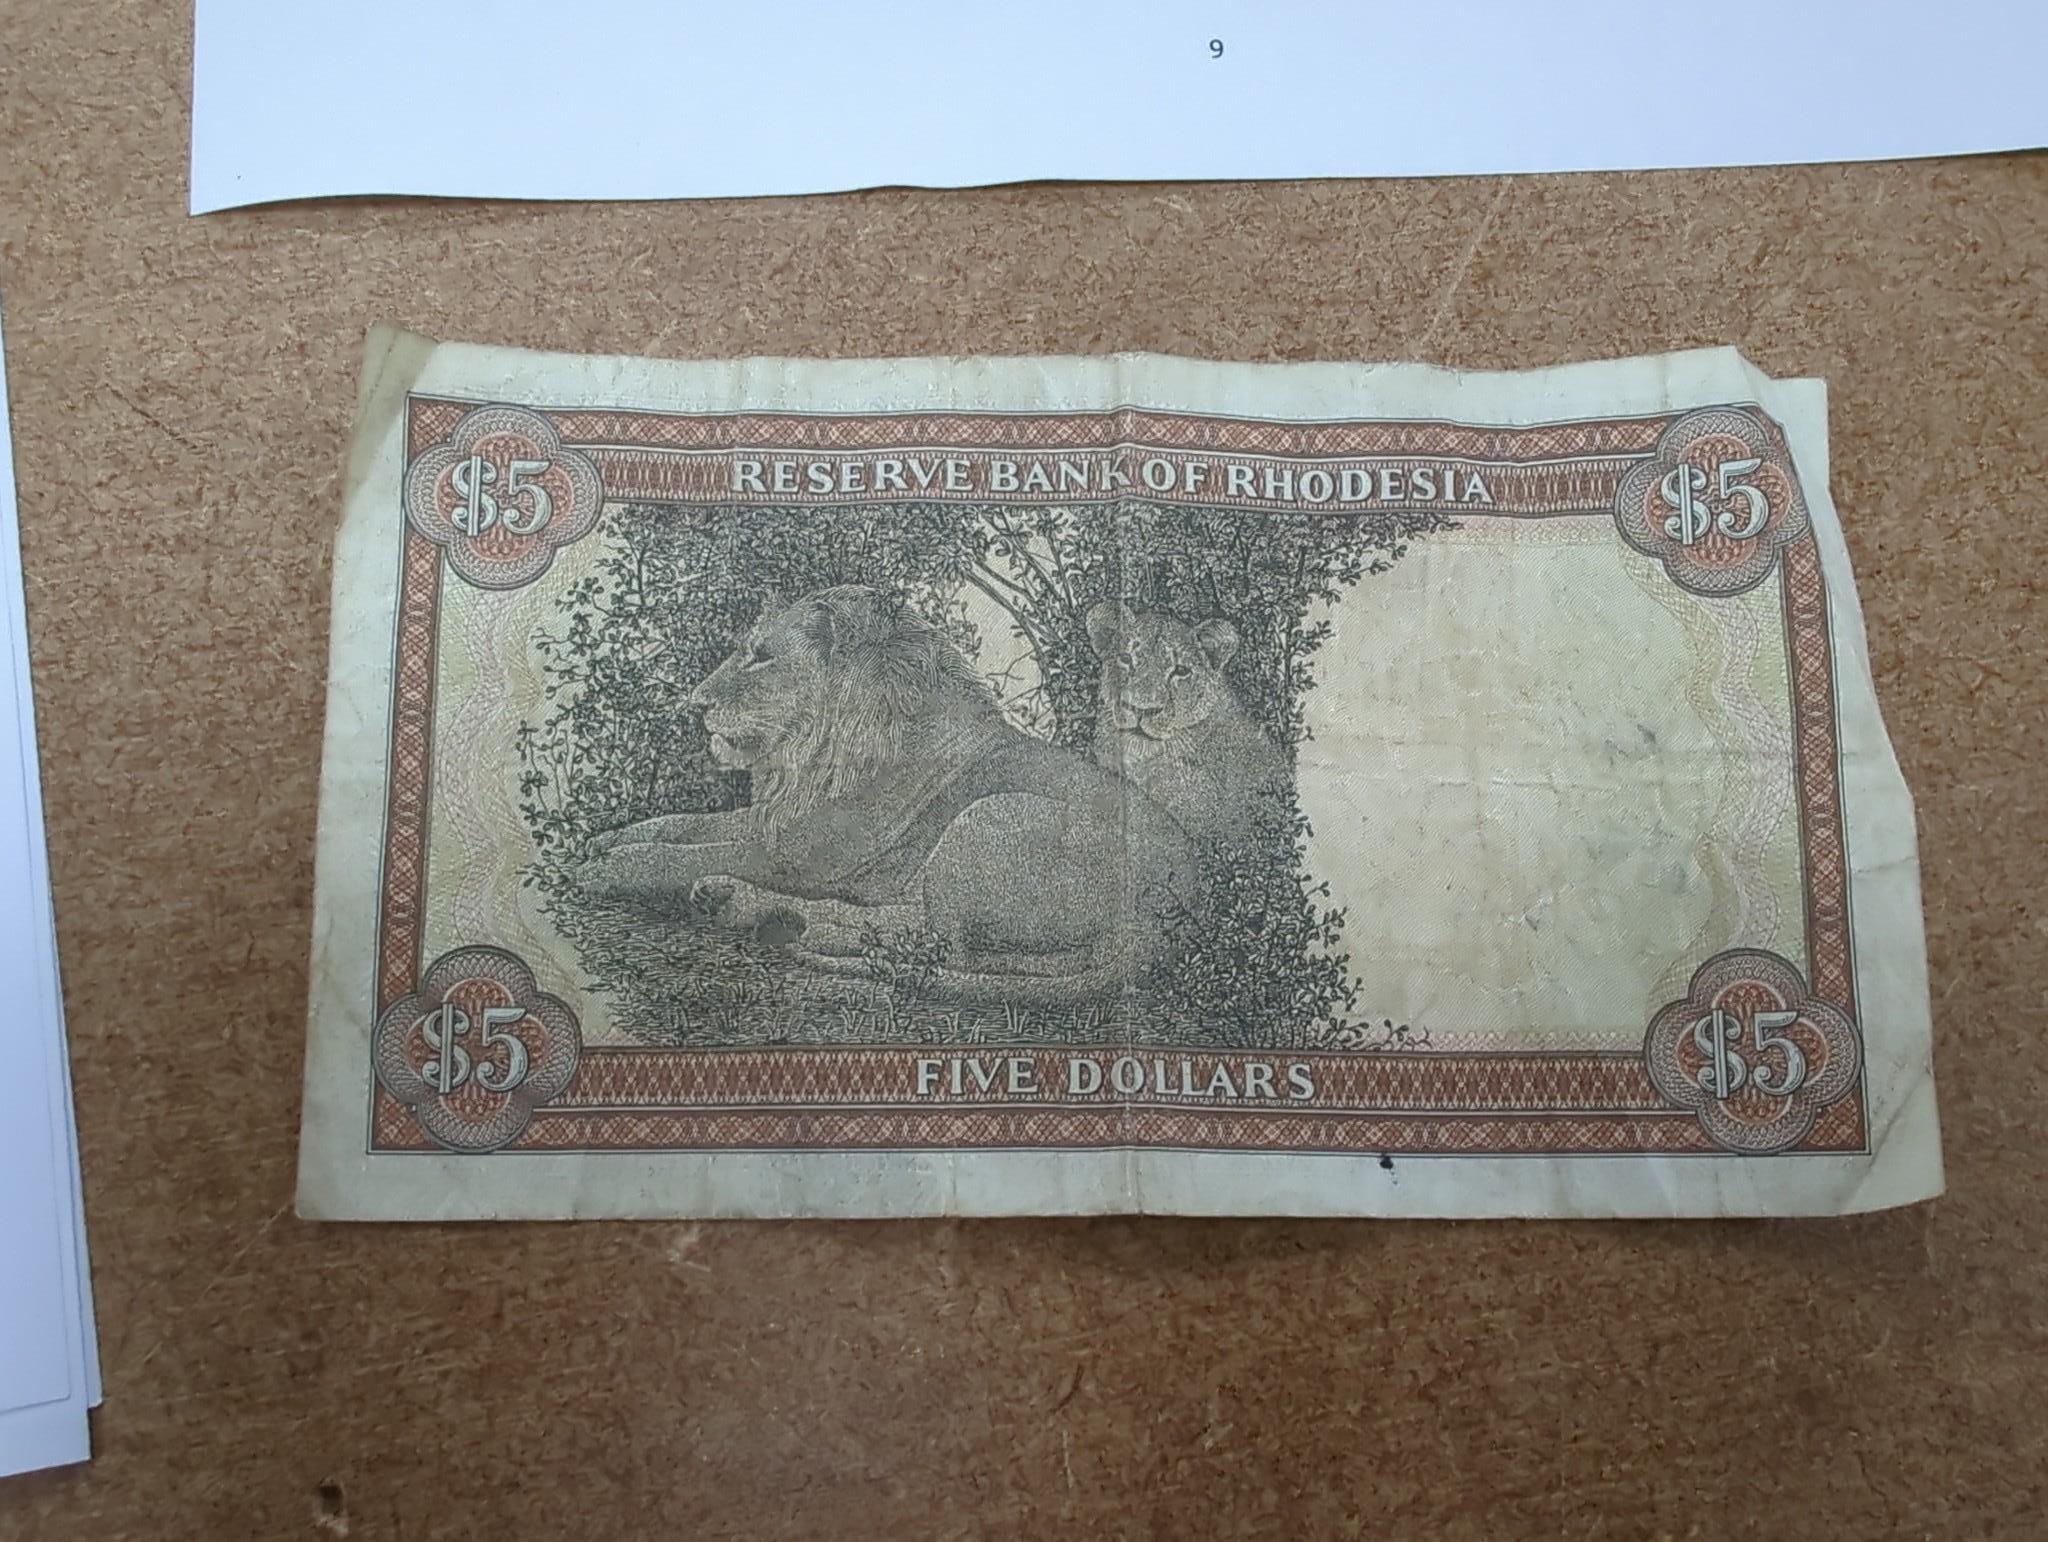 9
RESERVE BANK OF RHODESIA
$5
$5
$5
FIVE DOLLARS
$5